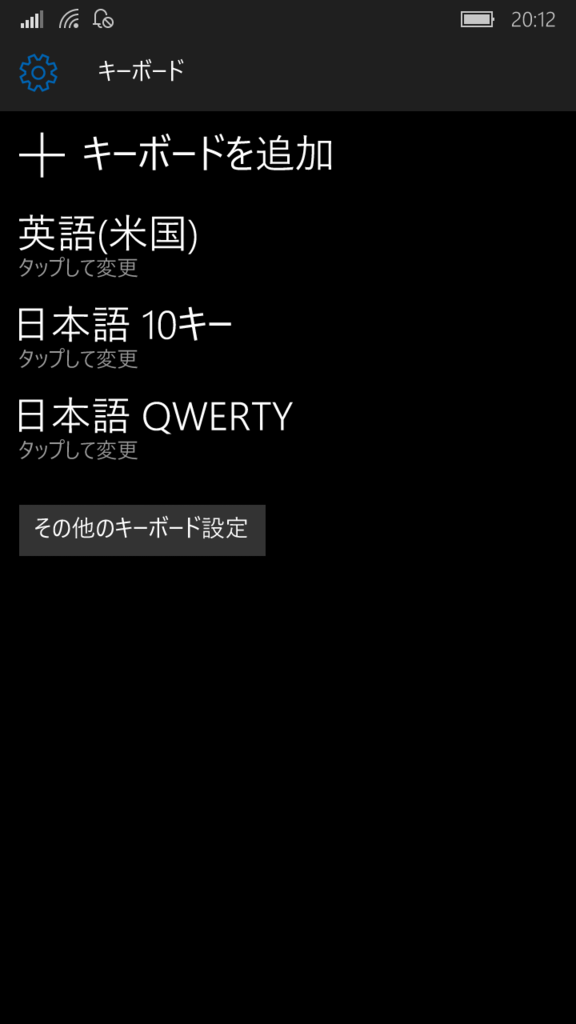 20:12
キーボード
キーボードを追加
英語(米国)
タップして変更
日本語 10キー
タップして変更
日本語 QWERTY
タップして変更
その他のキーボード設定